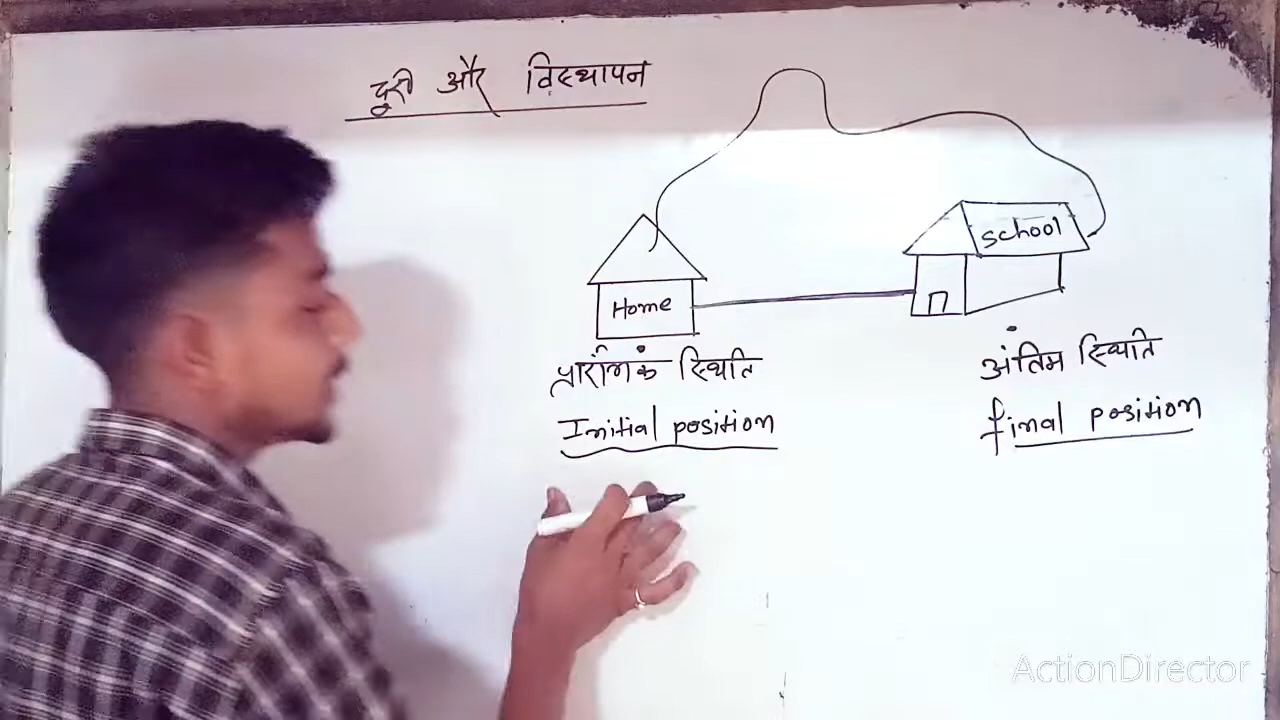 दूरी और विस्थापन
school
Home
प्रारंभिकं स्थिति
अंतिम स्थिति
Initial position
final position
ActionDirector